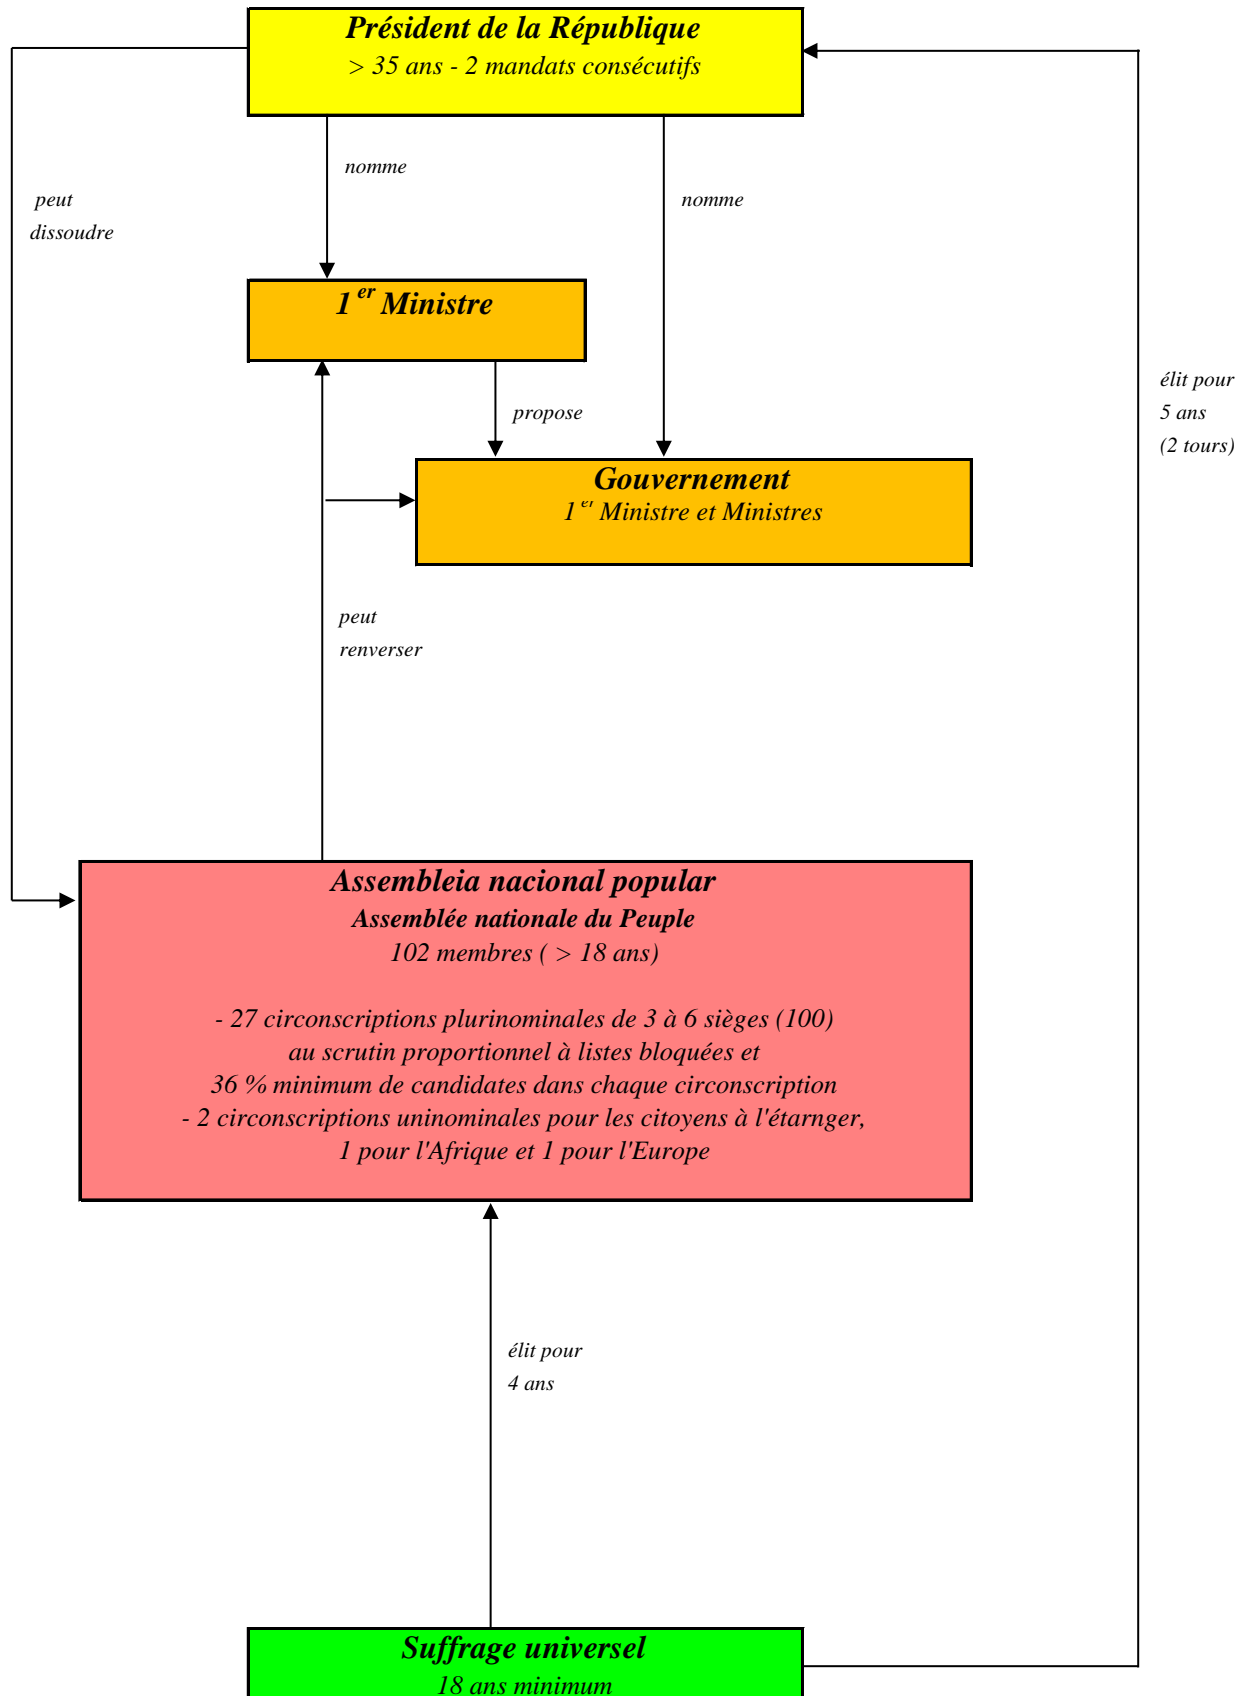 Président de la République
> 35 ans - 2 mandats consécutifs
nomme
peut
dissoudre
nomme
1er Ministre
élit pour
5 ans
(2 tours)
propose
Gouvernement
1er Ministre et Ministres
peut
renverser
Assembleia nacional popular
Assemblée nationale du Peuple
102 membres ( > 18 ans)
- 27 circonscriptions plurinominales de 3 à 6 sièges (100)
au scrutin proportionnel à listes bloquées et
36 % minimum de candidates dans chaque circonscription
- 2 circonscriptions uninominales pour les citoyens à l'étarnger,
1 pour l'Afrique et 1 pour l'Europe
élit pour
4 ans
Suffrage universel
18 ans minimum